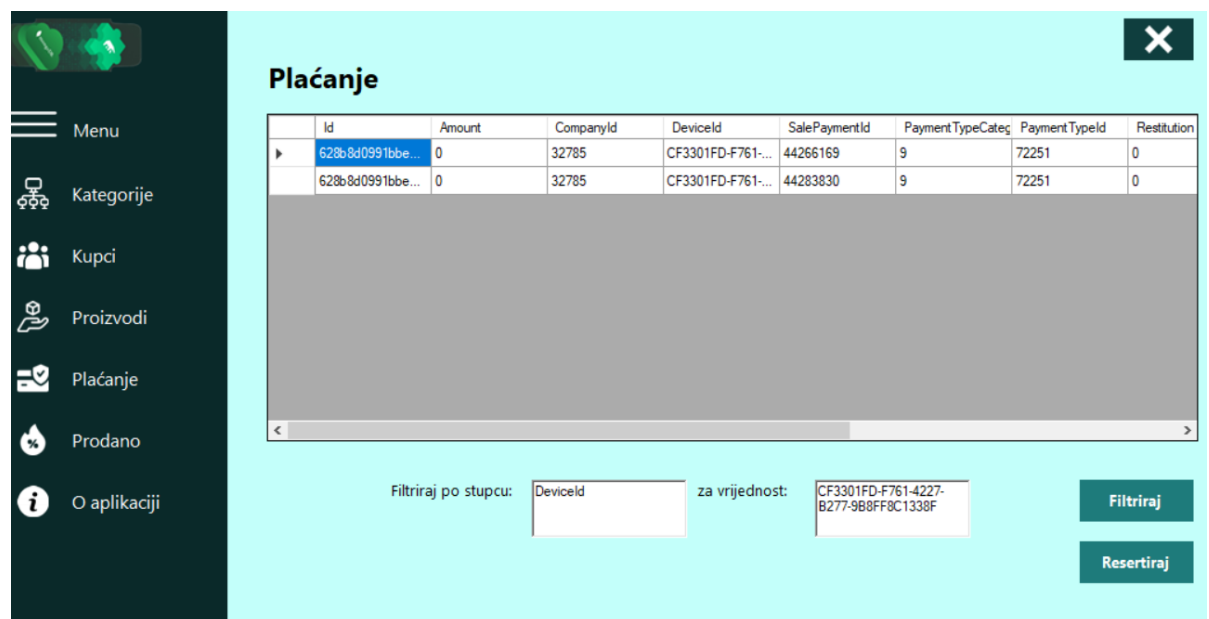 Plaćanje
Menu
Kategorije
Kupci
Proizvodi
Plaćanje
Prodano
O aplikaciji
Id Amount CompanyId DeviceId SalePaymentId PaymentTypeCateg PaymentTypeId Restitution
628b8d0991bbe... 0 32785 CF3301FD-F761-... 44266169 9 72251 0
628b8d0991bbe... 0 32785 CF3301FD-F761-... 44283830 9 72251 0
Filtriraj po stupcu: DeviceId za vrijednost: CF3301FD-F761-4227-
B277-9B8FF8C1338F
Filtriraj
Resertiraj